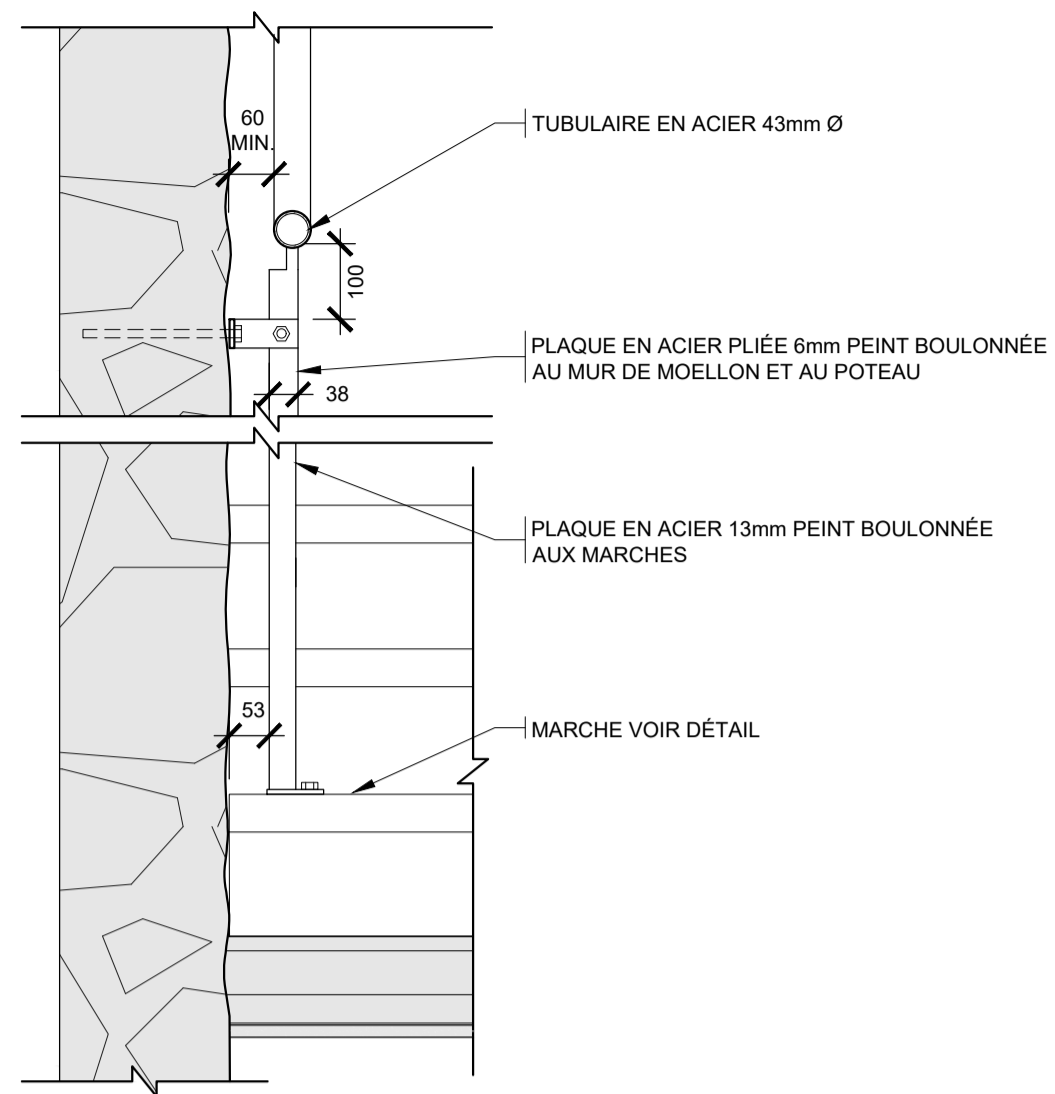 60
MIN.
TUBULAIRE EN ACIER 43mm Ø
100
PLAQUE EN ACIER PLIÉE 6mm PEINT BOULONNÉE
AU MUR DE MOELLON ET AU POTEAU
38
PLAQUE EN ACIER 13mm PEINT BOULONNÉE
AUX MARCHES
53
MARCHE VOIR DÉTAIL